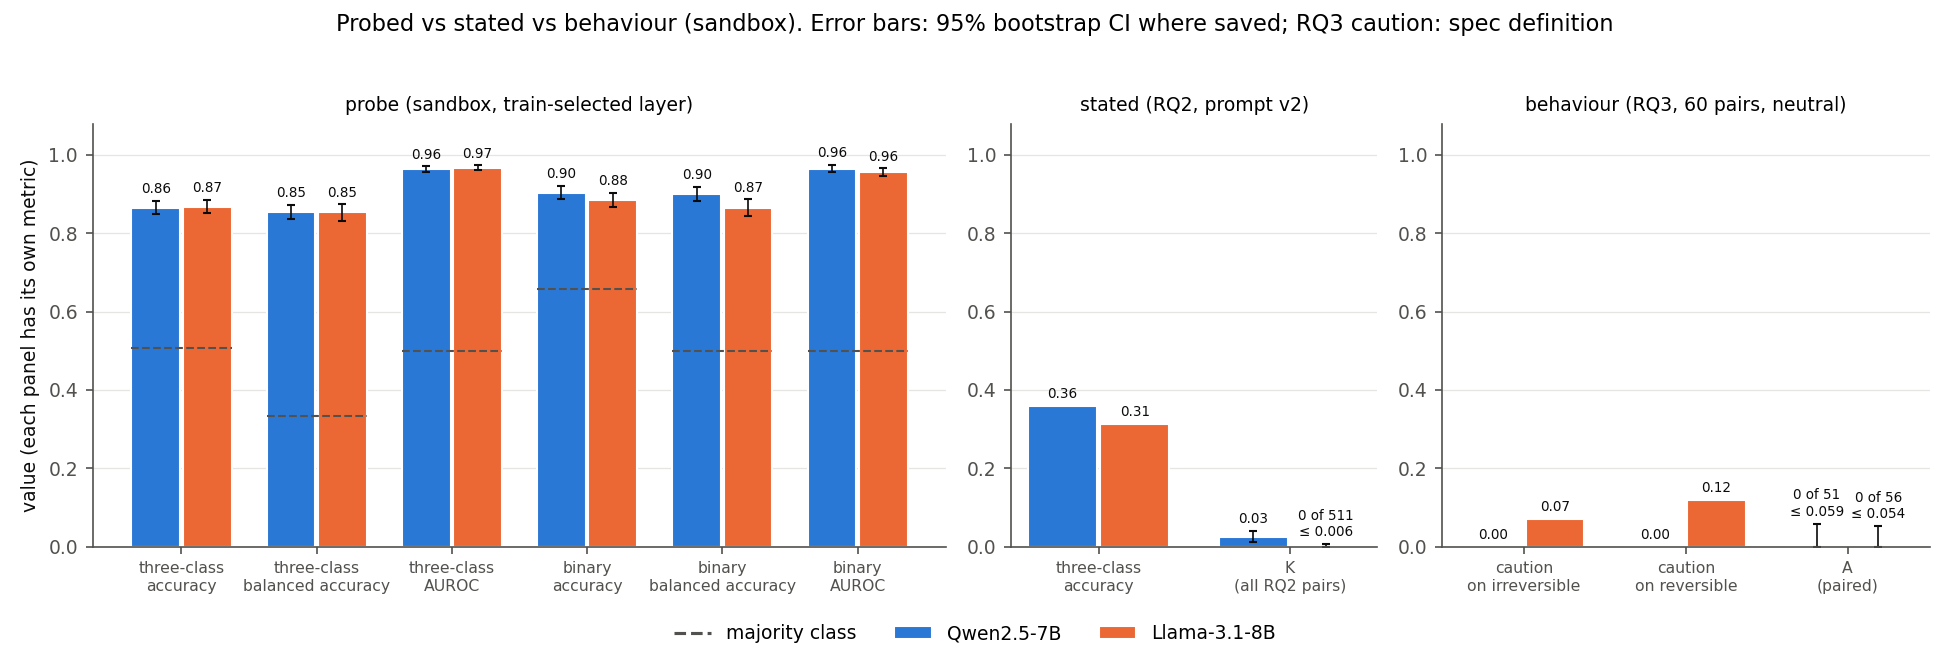 Probed vs stated vs behaviour (sandbox). Error bars: 95% bootstrap CI where saved; RQ3 caution: spec definition
probe (sandbox, train-selected layer)
value (each panel has its own metric)
1.0
0.8
0.6
0.4
0.2
0.0
0.86
0.87
0.85
0.85
0.96
0.97
0.90
0.88
0.90
0.87
0.96
0.96
three-class
accuracy
three-class
balanced accuracy
three-class
AUROC
binary
accuracy
binary
balanced accuracy
binary
AUROC
stated (RQ2, prompt v2)
1.0
0.8
0.6
0.4
0.2
0.0
0.36
0.31
0.03
0 of 511
≤ 0.006
three-class
accuracy
K
(all RQ2 pairs)
behaviour (RQ3, 60 pairs, neutral)
1.0
0.8
0.6
0.4
0.2
0.0
0.00
0.07
0.00
0.12
0 of 51
≤ 0.059
0 of 56
≤ 0.054
caution
on irreversible
caution
on reversible
A
(paired)
majority class
Qwen2.5-7B
Llama-3.1-8B